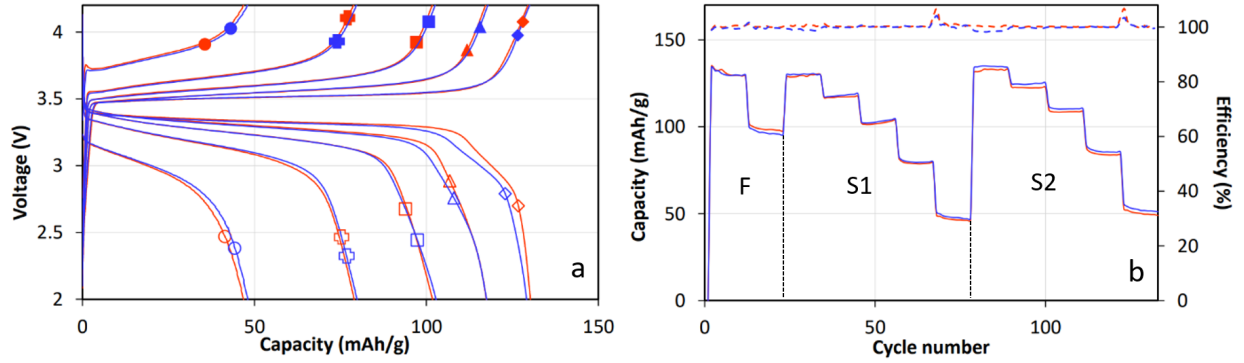 4
3.5
3
2.5
2
Voltage (V)
0
50
100
150
Capacity (mAh/g)
a
150
100
50
0
Capacity (mAh/g)
F
S1
S2
b
100
80
60
40
20
0
Efficiency (%)
0
50
100
Cycle number